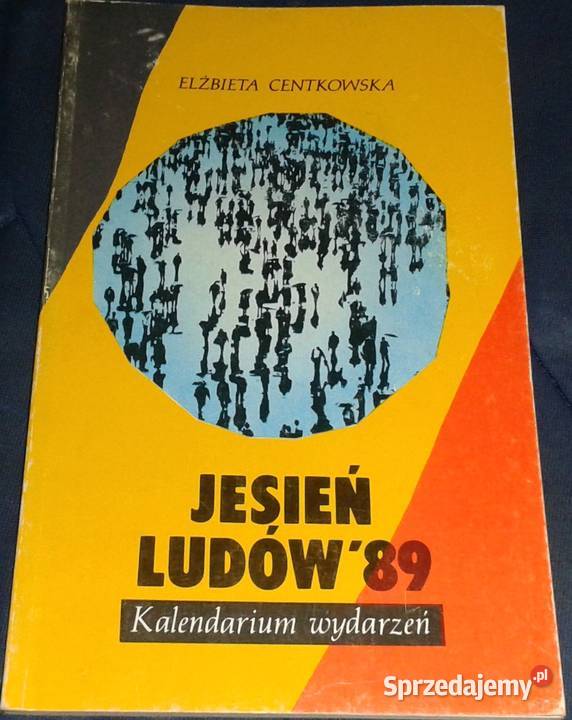 ELŻBIETA CENTKOWSKA
JESIEŃ
LUDÓW '89
Kalendarium wydarzeń
Sprzedajemy.pl